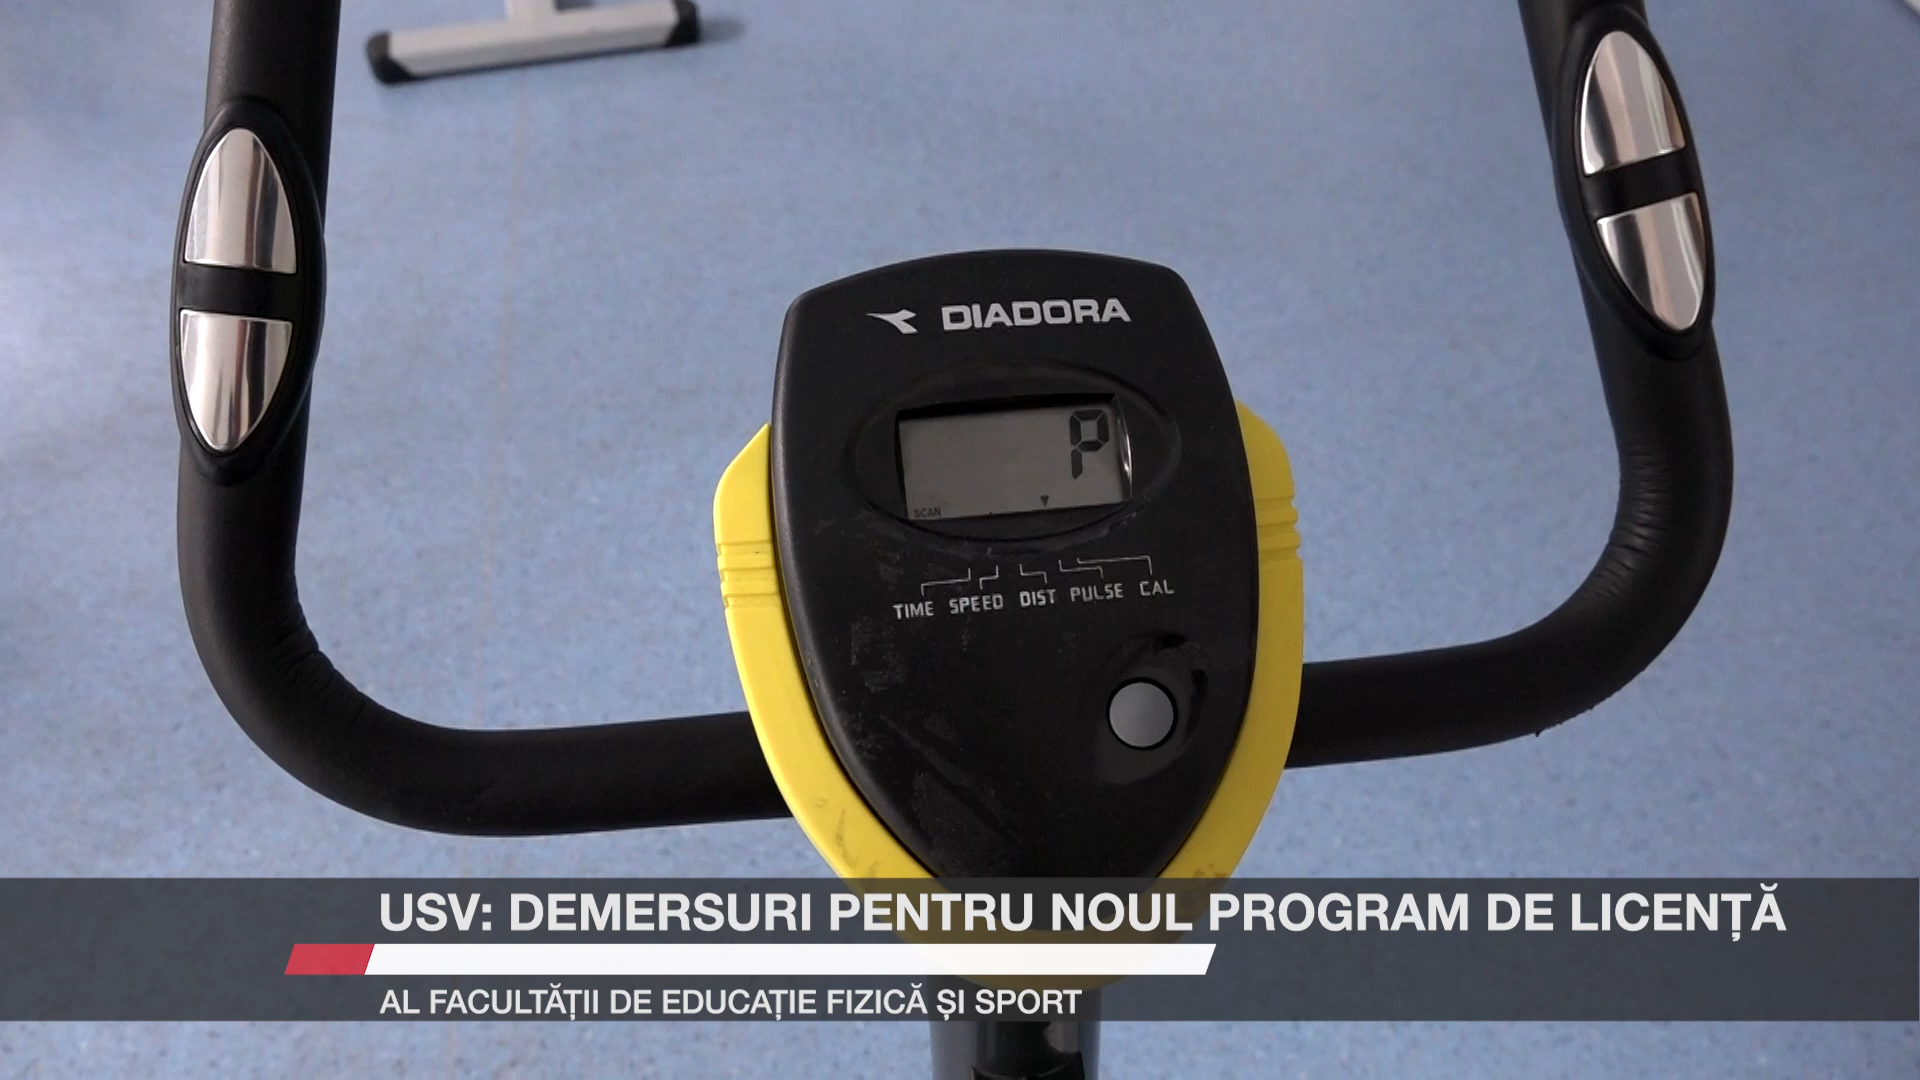 DIADORA
P
SCAN
TIME SPEED DIST PULSE CAL
USV: DEMERSURI PENTRU NOUL PROGRAM DE LICENȚĂ
AL FACULTĂȚII DE EDUCAȚIE FIZICĂ ȘI SPORT